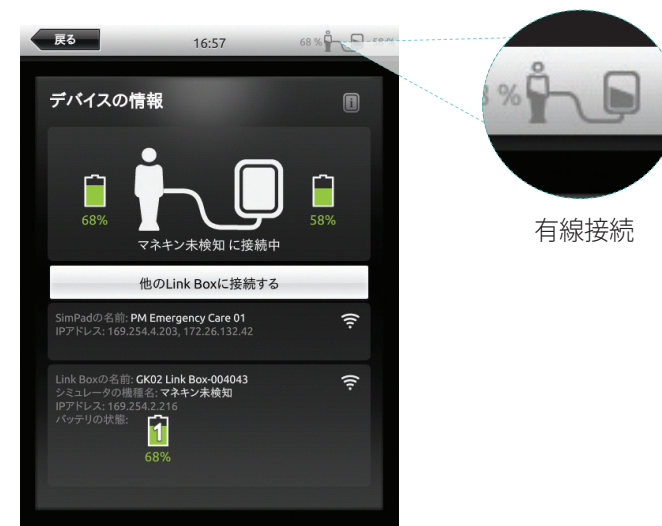 戻る
16:57
68 %
58 %
8 %
デバイスの情報
i
68%
58%
マネキン未検知 に接続中
有線接続
他のLink Boxに接続する
SimPadの名前: PM Emergency Care 01
IPアドレス: 169.254.4.203, 172.26.132.42
Link Boxの名前: GK02 Link Box-004043
シミュレータの機種名: マネキン未検知
IPアドレス: 169.254.2.216
バッテリの状態:
1
68%